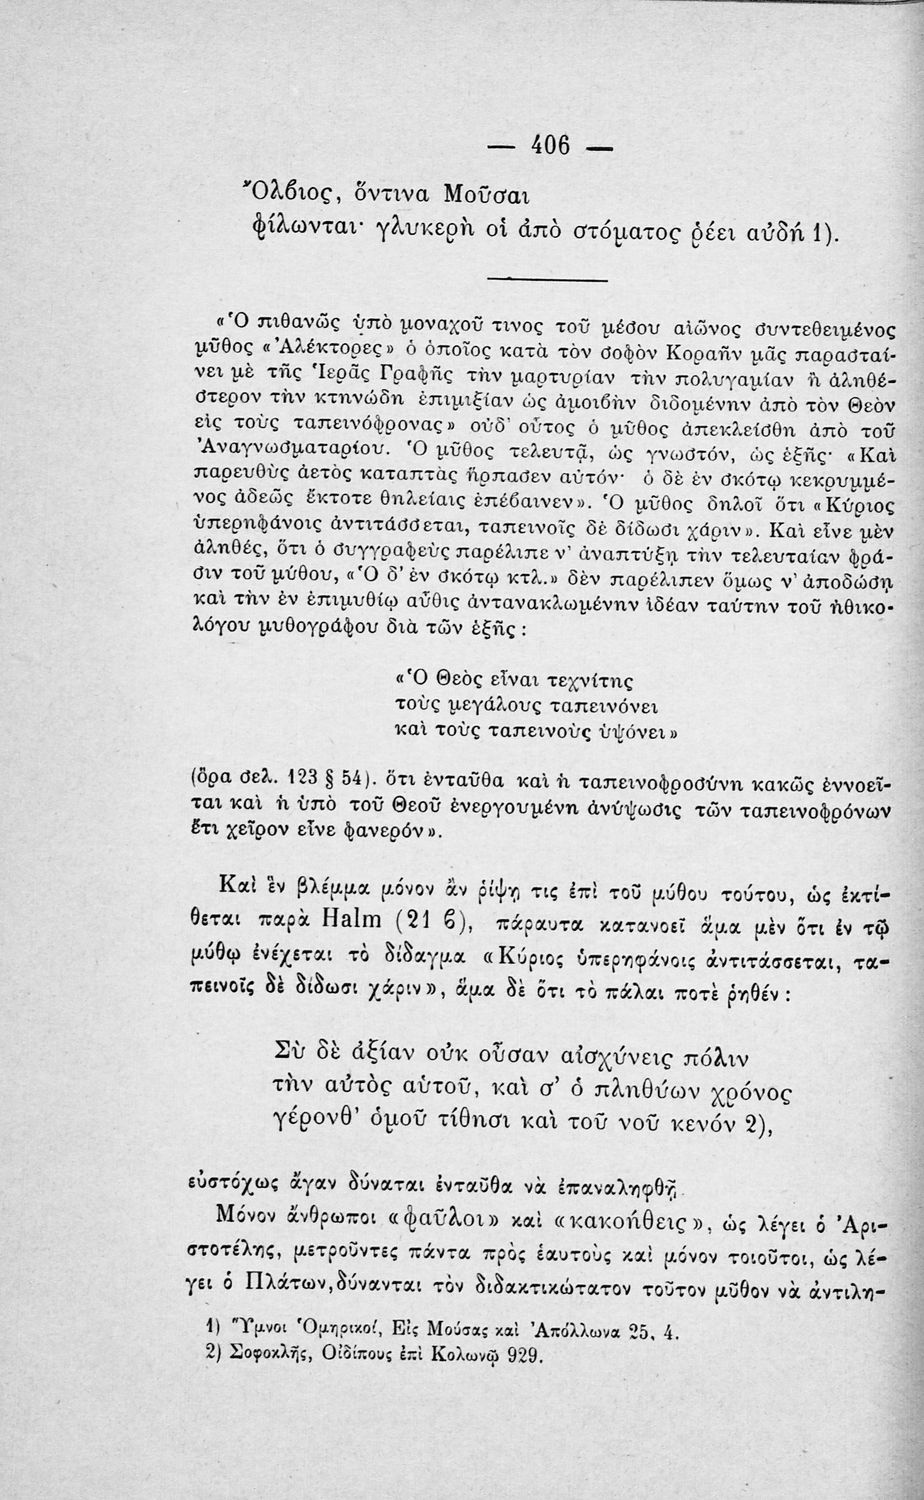 — 406 —
Ὄλβιος, ὅντινα Μοῦσαι
φίλωνται· γλυκερὴ οἱ ἀπὸ στόματος ῥέει αὐδή 1).
«Ὁ πιθανῶς ὑπὸ μοναχοῦ τινος τοῦ μέσου αἰῶνος συντεθειμένος
μῦθος «Ἀλέκτορες» ὁ ὁποῖος κατὰ τὸν σοφὸν Κοραῆν μᾶς παρασταί-
νει μὲ τῆς Ἱερᾶς Γραφῆς τὴν μαρτυρίαν τὴν πολυγαμίαν ἢ ἀληθέ-
στερον τὴν κτηνώδη ἐπιμιξίαν ὡς ἀμοιβὴν διδομένην ἀπὸ τὸν Θεὸν
εἰς τοὺς ταπεινόφρονας» οὐδ' οὗτος ὁ μῦθος ἀπεκλείσθη ἀπὸ τοῦ
Ἀναγνωσματαρίου. Ὁ μῦθος τελευτᾷ, ὡς γνωστόν, ὡς ἑξῆς· «Καὶ
παρευθὺς ἀετὸς καταπτὰς ἥρπασεν αὐτόν· ὁ δὲ ἐν σκότῳ κεκρυμμέ-
νος ἀδεῶς ἔκτοτε θηλείαις ἐπέβαινεν». Ὁ μῦθος δηλοῖ ὅτι «Κύριος
ὑπερηφάνοις ἀντιτάσσεται, ταπεινοῖς δὲ δίδωσι χάριν». Καὶ εἶνε μὲν
ἀληθές, ὅτι ὁ συγγραφεὺς παρέλιπε ν' ἀναπτύξῃ τὴν τελευταίαν φρά-
σιν τοῦ μύθου, «Ὁ δ' ἐν σκότῳ κτλ.» δὲν παρέλιπεν ὅμως ν' ἀποδώσῃ
καὶ τὴν ἐν ἐπιμυθίῳ αὖθις ἀντανακλωμένην ἰδέαν ταύτην τοῦ ἠθικο-
λόγου μυθογράφου διὰ τῶν ἑξῆς :
«Ὁ Θεὸς εἶναι τεχνίτης
τοὺς μεγάλους ταπεινόνει
καὶ τοὺς ταπεινοὺς ὑψόνει»
(ὅρα σελ. 123 § 54). ὅτι ἐνταῦθα καὶ ἡ ταπεινοφροσύνη κακῶς ἐννοεῖ-
ται καὶ ἡ ὑπὸ τοῦ Θεοῦ ἐνεργουμένη ἀνύψωσις τῶν ταπεινοφρόνων
ἔτι χεῖρον εἶνε φανερόν».
Καὶ ἓν βλέμμα μόνον ἂν ῥίψῃ τις ἐπὶ τοῦ μύθου τούτου, ὡς ἐκτί-
θεται παρὰ Halm (21 β), πάραυτα κατανοεῖ ἅμα μὲν ὅτι ἐν τῷ
μύθῳ ἐνέχεται τὸ δίδαγμα «Κύριος ὑπερηφάνοις ἀντιτάσσεται, τα-
πεινοῖς δὲ δίδωσι χάριν», ἅμα δὲ ὅτι τὸ πάλαι ποτὲ ῥηθέν :
Σὺ δὲ ἀξίαν οὐκ οὖσαν αἰσχύνεις πόλιν
τὴν αὐτὸς αὑτοῦ, καὶ σ' ὁ πληθύων χρόνος
γέρονθ' ὁμοῦ τίθησι καὶ τοῦ νοῦ κενόν 2),
εὐστόχως ἄγαν δύναται ἐνταῦθα νὰ ἐπαναληφθῇ.
Μόνον ἄνθρωποι «φαῦλοι» καὶ «κακοήθεις», ὡς λέγει ὁ Ἀρι-
στοτέλης, μετροῦντες πάντα πρὸς ἑαυτοὺς καὶ μόνον τοιοῦτοι, ὡς λέ-
γει ὁ Πλάτων, δύνανται τὸν διδακτικώτατον τοῦτον μῦθον νὰ ἀντιλη-
1) Ὕμνοι Ὁμηρικοί, Εἰς Μούσας καὶ Ἀπόλλωνα 25, 4.
2) Σοφοκλῆς, Οἰδίπους ἐπὶ Κολωνῷ 929.